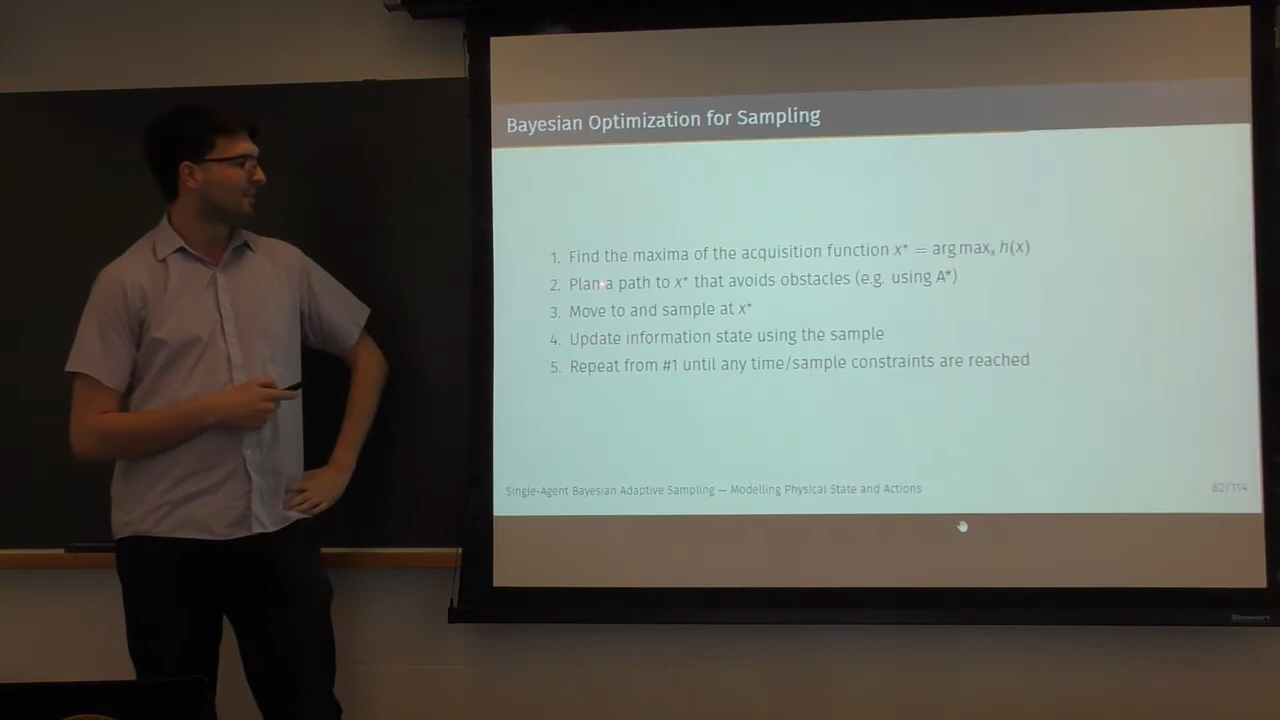 Bayesian Optimization for Sampling
1. Find the maxima of the acquisition function x* = arg maxₓ h(x)
2. Plan a path to x* that avoids obstacles (e.g. using A*)
3. Move to and sample at x*
4. Update information state using the sample
5. Repeat from #1 until any time/sample constraints are reached
Single-Agent Bayesian Adaptive Sampling — Modelling Physical State and Actions
82/114